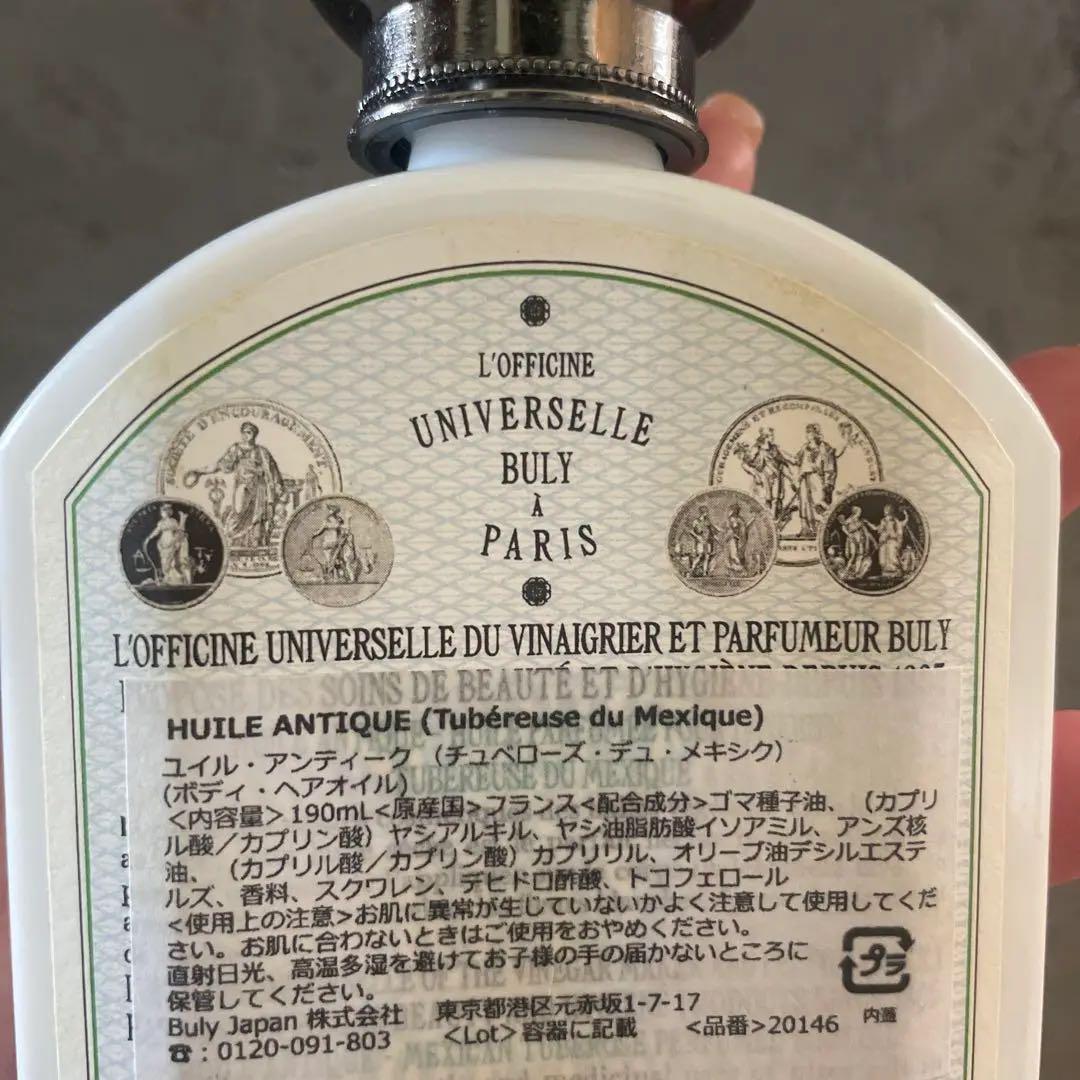 L'OFFICINE
UNIVERSELLE
BULY
À
PARIS
L'OFFICINE UNIVERSELLE DU VINAIGRIER ET PARFUMEUR BULY
DES SOINS DE BEAUTÉ ET D'HYGIÈNE DEPUIS
HUILE ANTIQUE (Tubéreuse du Mexique)
ユイル・アンティーク (チュベローズ・デュ・メキシク)
TUBÉREUSE DU MEXIQUE
(ボディ・ヘアオイル)
<内容量> 190mL<原産国>フランス<配合成分>ゴマ種子油、(カプリ
ル酸/カプリン酸) ヤシアルキル、ヤシ油脂肪酸イソアミル、アンズ核
油、(カプリル酸/カプリン酸) カプリリル、オリーブ油デシルエステ
ルズ、香料、スクワレン、デヒドロ酢酸、トコフェロール
<使用上の注意>お肌に異常が生じていないかよく注意して使用してくだ
さい。お肌に合わないときはご使用をおやめください。
直射日光、高温多湿を避けてお子様の手の届かないところに
保管してください。
プラ
内蓋
Buly Japan 株式会社 東京都港区元赤坂1-7-17
☎:0120-091-803 <Lot>容器に記載 <品番>20146
MEXICAN TUBEROSE